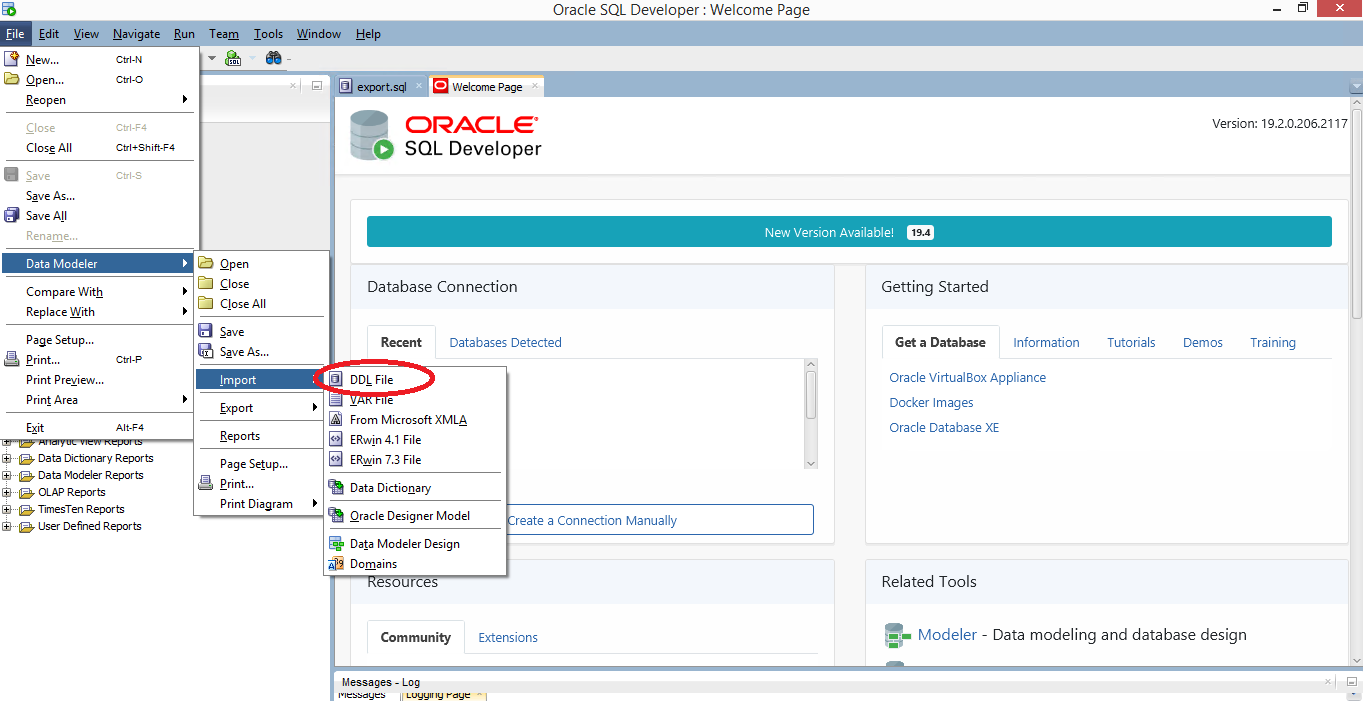 Oracle SQL Developer : Welcome Page
File Edit View Navigate Run Team Tools Window Help
New... Ctrl-N
Open... Ctrl-O
Reopen
Close Ctrl-F4
Close All Ctrl+Shift-F4
Save Ctrl-S
Save As...
Save All
Rename...
Data Modeler
Compare With
Replace With
Page Setup...
Print... Ctrl-P
Print Preview...
Print Area
Exit Alt-F4
Analytic View Reports
Data Dictionary Reports
Data Modeler Reports
OLAP Reports
TimesTen Reports
User Defined Reports
Open
Close
Close All
Save
Save As...
Import
Export
Reports
Page Setup...
Print...
Print Diagram
DDL File
VAR File
From Microsoft XMLA
ERwin 4.1 File
ERwin 7.3 File
Data Dictionary
Oracle Designer Model
Data Modeler Design
Domains
SQL
export.sql Welcome Page
ORACLE
SQL Developer
Version: 19.2.0.206.2117
New Version Available! 19.4
Database Connection
Recent Databases Detected
Create a Connection Manually
Getting Started
Get a Database Information Tutorials Demos Training
Oracle VirtualBox Appliance
Docker Images
Oracle Database XE
Resources
Community Extensions
Related Tools
Modeler - Data modeling and database design
Messages - Log
Messages Logging Page